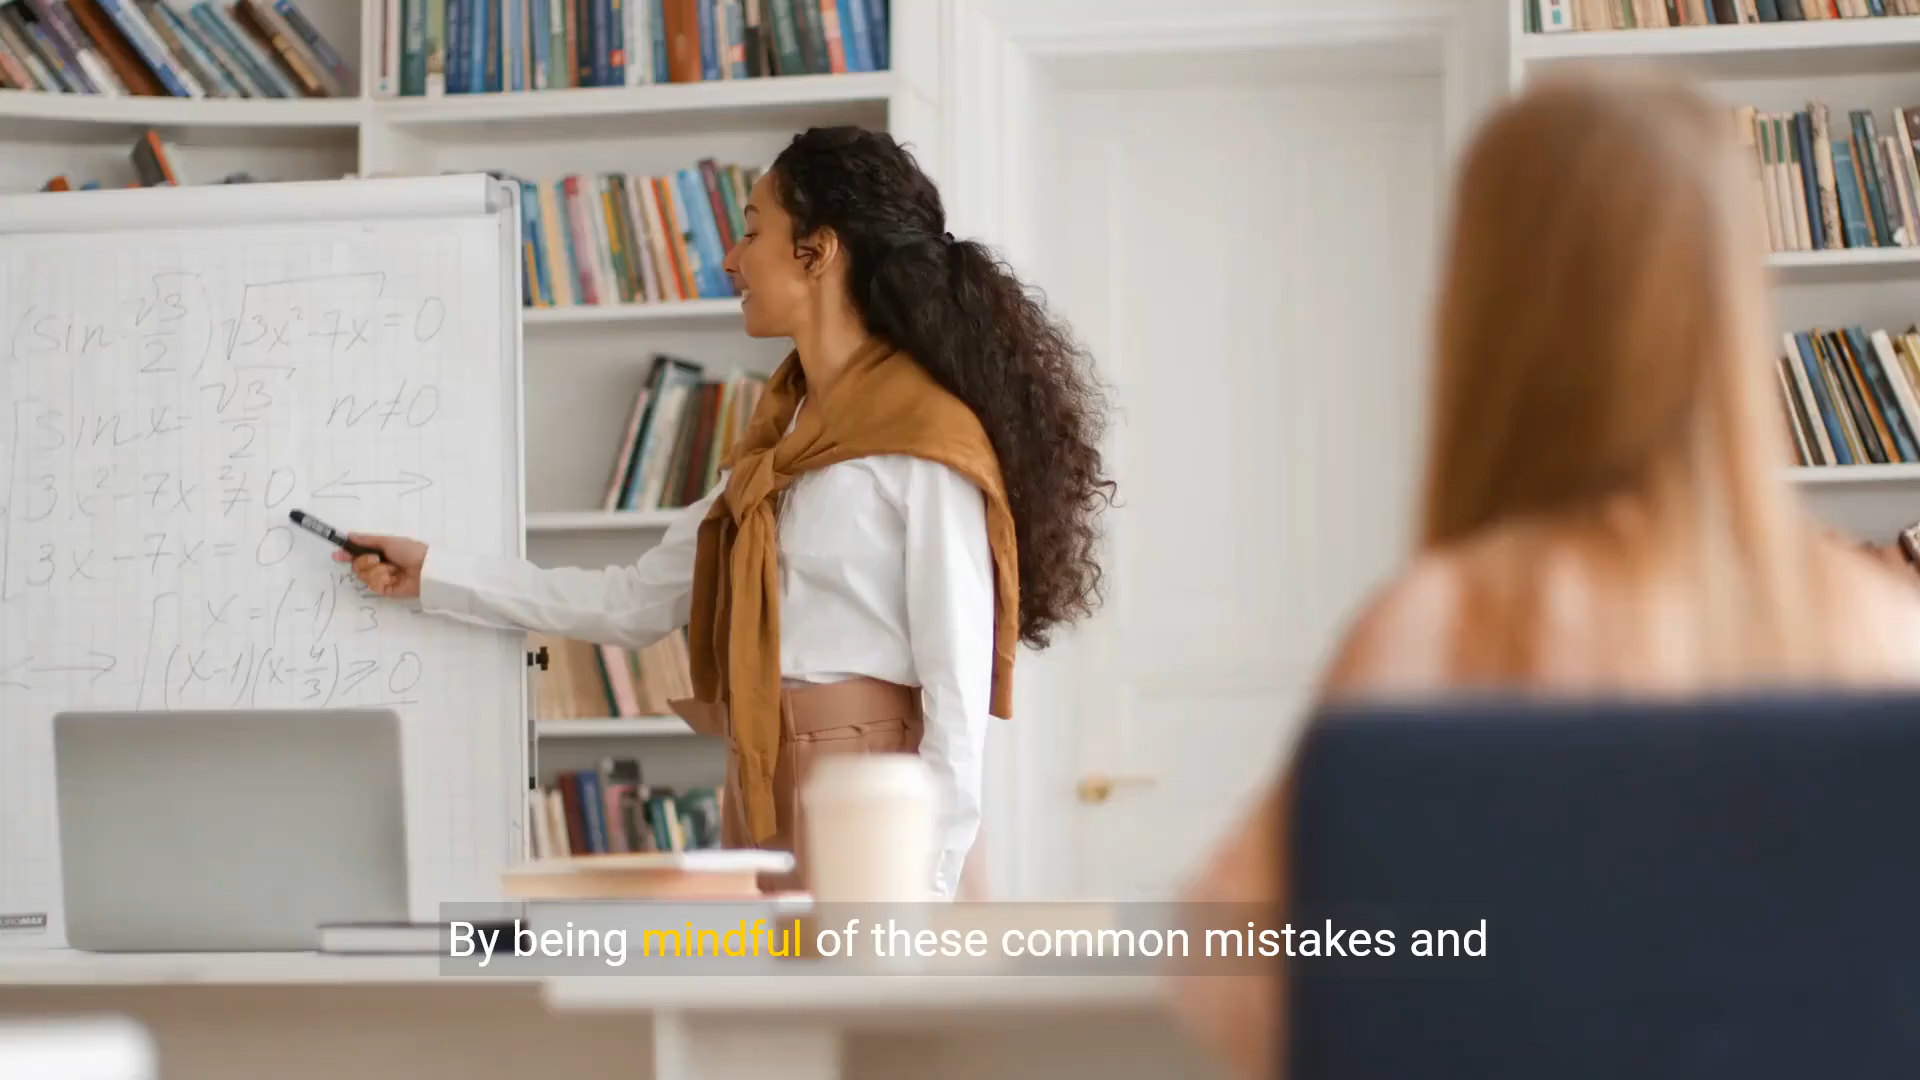 (Sin √3/2) √3x²-7x = 0
Sin x = √3/2 n≠0
3x²-7x ≠ 0 ⟷
3x-7x = 0
x = (-1)ⁿ
⟷ (x-1)(x-4/3) ≥ 0
By being mindful of these common mistakes and